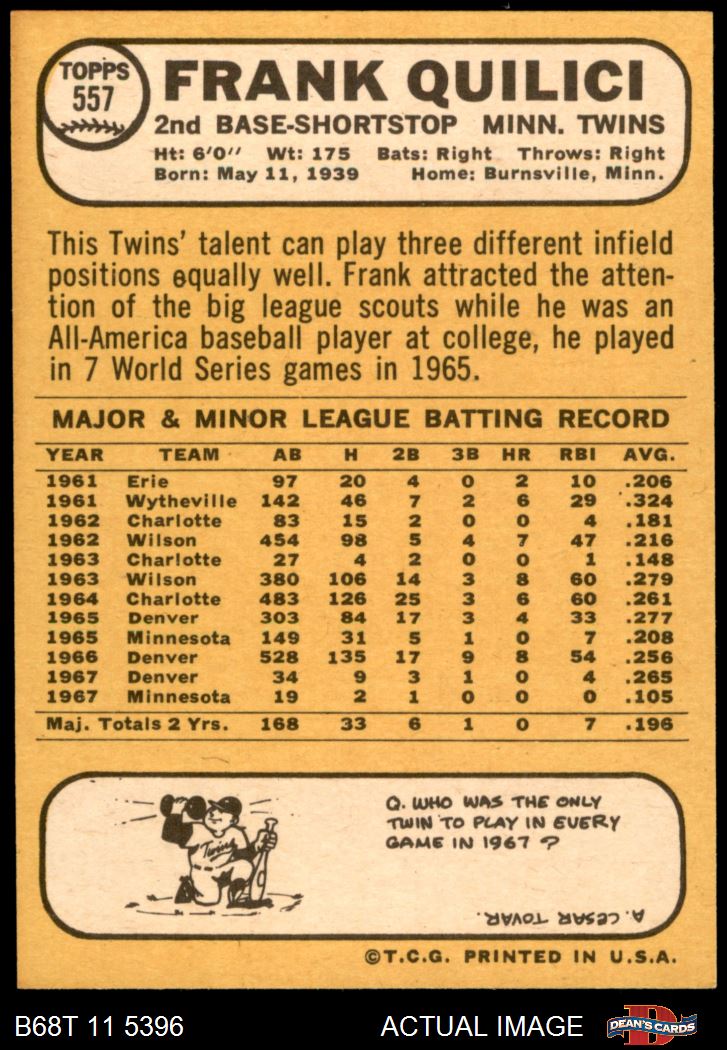 TOPPS
557
FRANK QUILICI
2nd BASE-SHORTSTOP MINN. TWINS
Ht: 6'0" Wt: 175 Bats: Right Throws: Right
Born: May 11, 1939 Home: Burnsville, Minn.
This Twins' talent can play three different infield
positions equally well. Frank attracted the atten-
tion of the big league scouts while he was an
All-America baseball player at college, he played
in 7 World Series games in 1965.
MAJOR & MINOR LEAGUE BATTING RECORD
YEAR TEAM AB H 2B 3B HR RBI AVG.
1961 Erie 97 20 4 0 2 10 .206
1961 Wytheville 142 46 7 2 6 29 .324
1962 Charlotte 83 15 2 0 0 4 .181
1962 Wilson 454 98 5 4 7 47 .216
1963 Charlotte 27 4 2 0 0 1 .148
1963 Wilson 380 106 14 3 8 60 .279
1964 Charlotte 483 126 25 3 6 60 .261
1965 Denver 303 84 17 3 4 33 .277
1965 Minnesota 149 31 5 1 0 7 .208
1966 Denver 528 135 17 9 8 54 .256
1967 Denver 34 9 3 1 0 4 .265
1967 Minnesota 19 2 1 0 0 0 .105
Maj. Totals 2 Yrs. 168 33 6 1 0 7 .196
Twins
Q. WHO WAS THE ONLY
TWIN TO PLAY IN EVERY
GAME IN 1967 ?
A. CESAR TOVAR.
©T.C.G. PRINTED IN U.S.A.
B68T 11 5396 ACTUAL IMAGE
DEAN'S CARDS